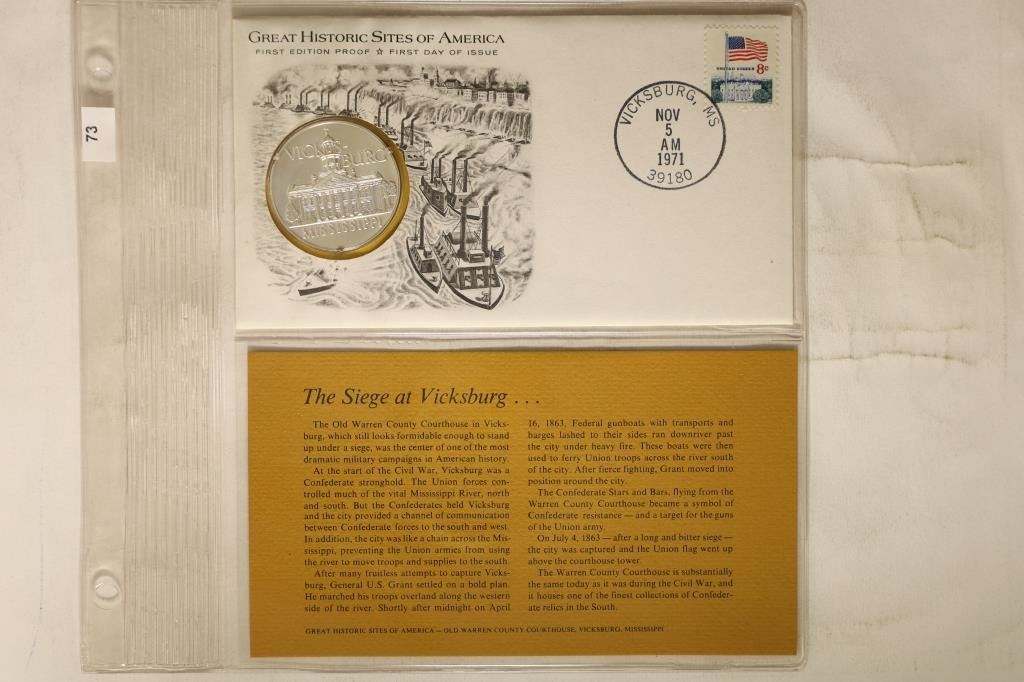 GREAT HISTORIC SITES OF AMERICA
FIRST EDITION PROOF ☆ FIRST DAY OF ISSUE
UNITED STATES 8c
VICKSBURG, MS
NOV
5
AM
1971
39180
73
VICKSBURG
MISSISSIPPI
The Siege at Vicksburg . . .
The Old Warren County Courthouse in Vicks-
burg, which still looks formidable enough to stand
up under a siege, was the center of one of the most
dramatic military campaigns in American history.
At the start of the Civil War, Vicksburg was a
Confederate stronghold. The Union forces con-
trolled much of the vital Mississippi River, north
and south. But the Confederates held Vicksburg
and the city provided a channel of communication
between Confederate forces to the south and west.
In addition, the city was like a chain across the Mis-
sissippi, preventing the Union armies from using
the river to move troops and supplies to the south.
After many fruitless attempts to capture Vicks-
burg, General U.S. Grant settled on a bold plan.
He marched his troops overland along the western
side of the river. Shortly after midnight on April
16, 1863, Federal gunboats with transports and
barges lashed to their sides ran downriver past
the city under heavy fire. These boats were then
used to ferry Union troops across the river south
of the city. After fierce fighting, Grant moved into
position around the city.
The Confederate Stars and Bars, flying from the
Warren County Courthouse became a symbol of
Confederate resistance — and a target for the guns
of the Union army.
On July 4, 1863 — after a long and bitter siege —
the city was captured and the Union flag went up
above the courthouse tower.
The Warren County Courthouse is substantially
the same today as it was during the Civil War, and
it houses one of the finest collections of Confeder-
ate relics in the South.
GREAT HISTORIC SITES OF AMERICA — OLD WARREN COUNTY COURTHOUSE, VICKSBURG, MISSISSIPPI